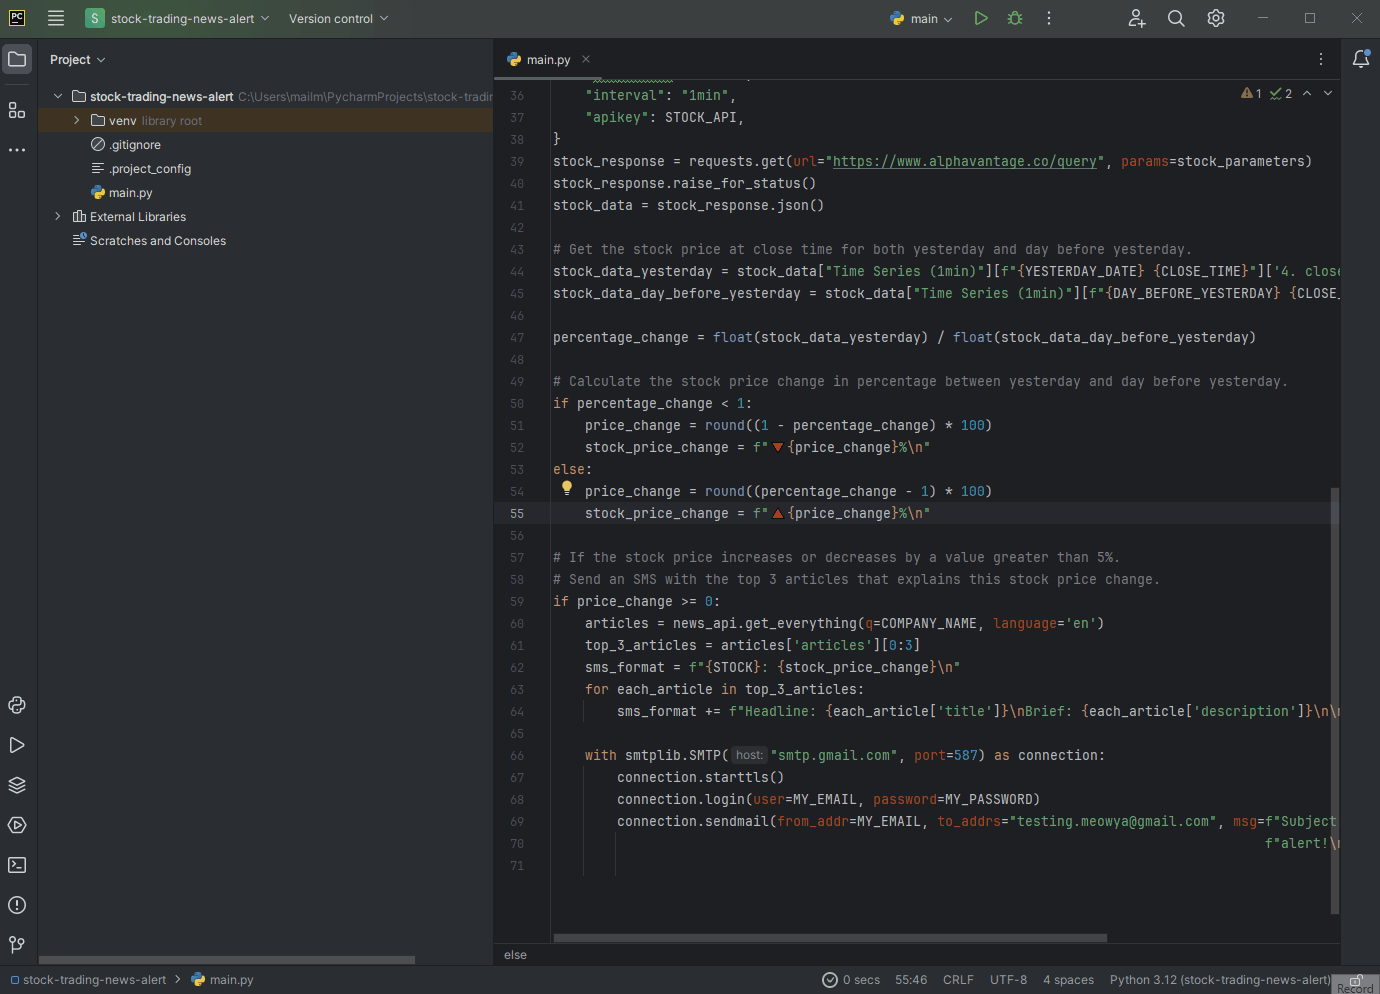 PC
S stock-trading-news-alert Version control main
Project main.py
stock-trading-news-alert C:\Users\mailm\PycharmProjects\stock-tradin
venv library root
.gitignore
.project_config
main.py
External Libraries
Scratches and Consoles
1 2
36 "interval": "1min",
37 "apikey": STOCK_API,
38 }
39 stock_response = requests.get(url="https://www.alphavantage.co/query", params=stock_parameters)
40 stock_response.raise_for_status()
41 stock_data = stock_response.json()
42
43 # Get the stock price at close time for both yesterday and day before yesterday.
44 stock_data_yesterday = stock_data["Time Series (1min)"][f"{YESTERDAY_DATE} {CLOSE_TIME}"]['4. close
45 stock_data_day_before_yesterday = stock_data["Time Series (1min)"][f"{DAY_BEFORE_YESTERDAY} {CLOSE_
46
47 percentage_change = float(stock_data_yesterday) / float(stock_data_day_before_yesterday)
48
49 # Calculate the stock price change in percentage between yesterday and day before yesterday.
50 if percentage_change < 1:
51 price_change = round((1 - percentage_change) * 100)
52 stock_price_change = f"🔻{price_change}%\n"
53 else:
54 price_change = round((percentage_change - 1) * 100)
55 stock_price_change = f"🔺{price_change}%\n"
56
57 # If the stock price increases or decreases by a value greater than 5%.
58 # Send an SMS with the top 3 articles that explains this stock price change.
59 if price_change >= 0:
60 articles = news_api.get_everything(q=COMPANY_NAME, language='en')
61 top_3_articles = articles['articles'][0:3]
62 sms_format = f"{STOCK}: {stock_price_change}\n"
63 for each_article in top_3_articles:
64 sms_format += f"Headline: {each_article['title']}\nBrief: {each_article['description']}\n\n
65
66 with smtplib.SMTP(host: "smtp.gmail.com", port=587) as connection:
67 connection.starttls()
68 connection.login(user=MY_EMAIL, password=MY_PASSWORD)
69 connection.sendmail(from_addr=MY_EMAIL, to_addrs="testing.meowya@gmail.com", msg=f"Subject
70 f"alert!\n
71
else
stock-trading-news-alert > main.py 0 secs 55:46 CRLF UTF-8 4 spaces Python 3.12 (stock-trading-news-alert)
Record